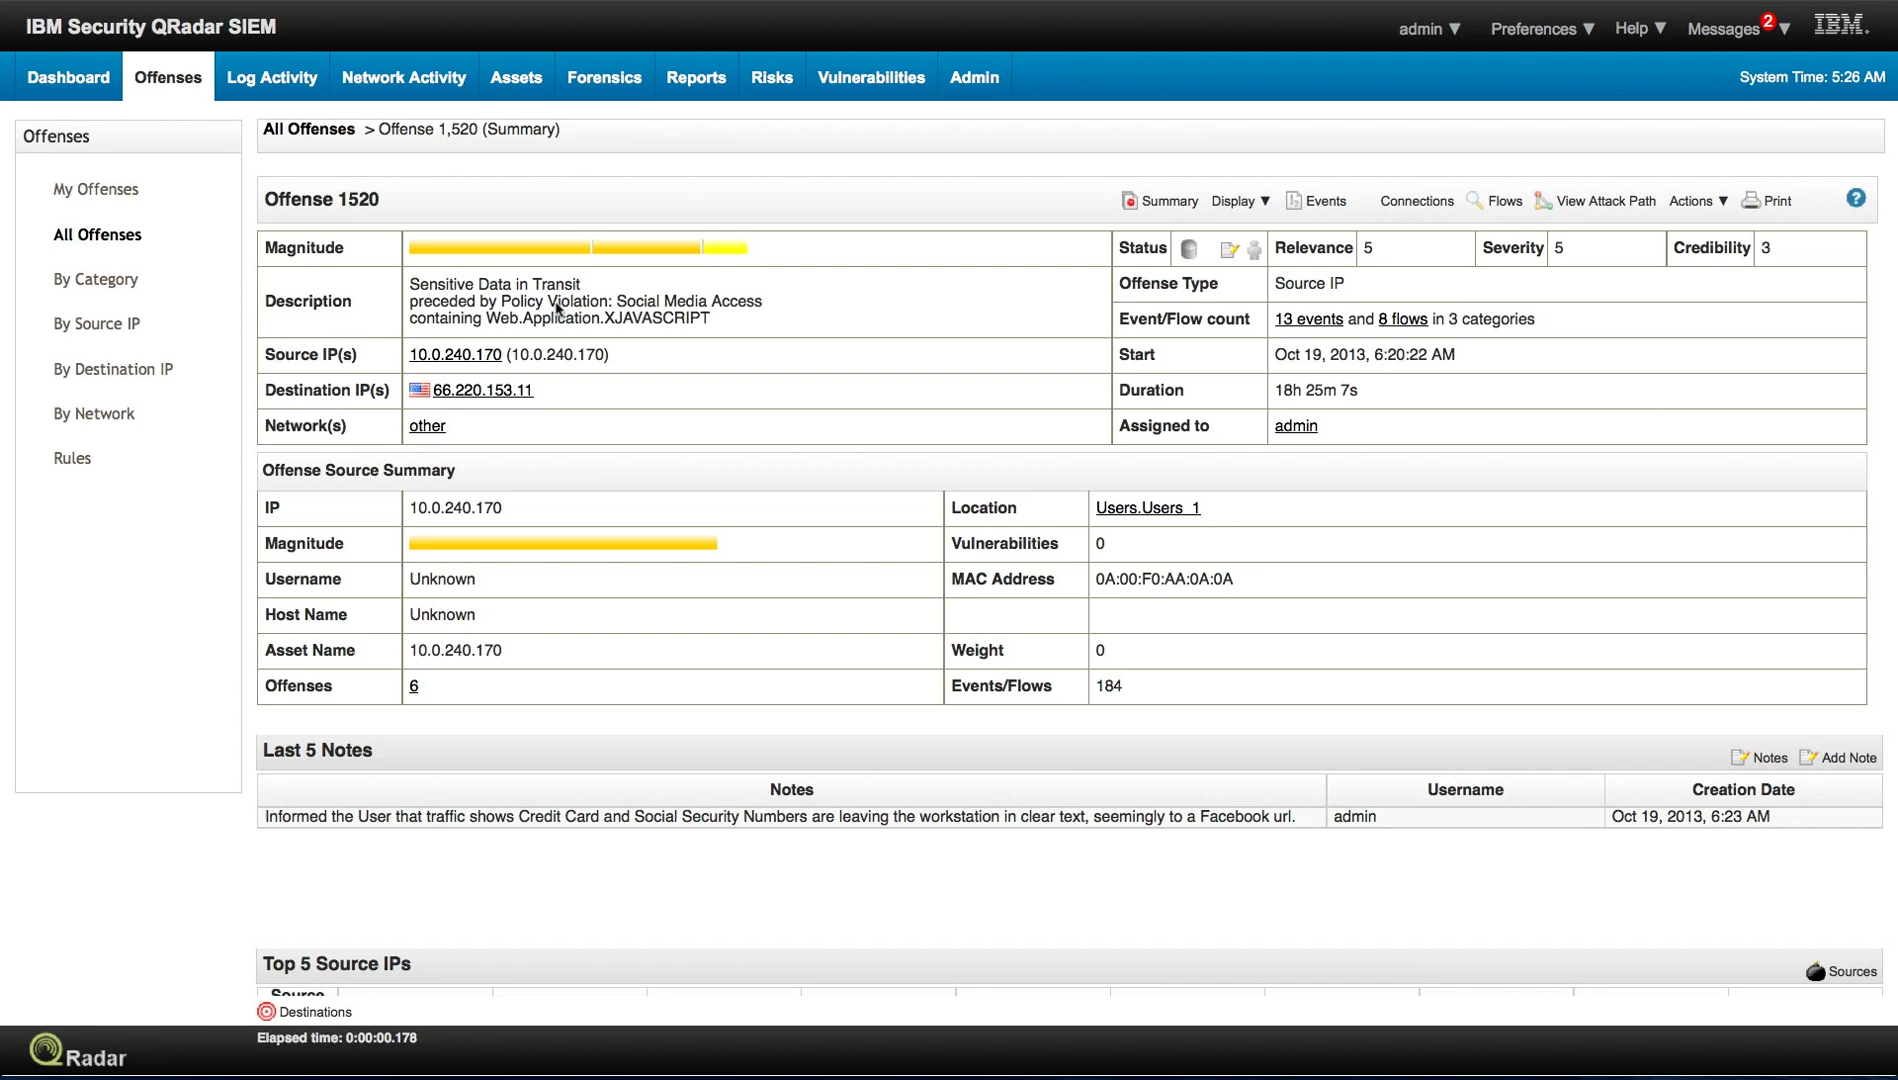 IBM Security QRadar SIEM
admin ▼ Preferences ▼ Help ▼ Messages 2 ▼ IBM.
Dashboard Offenses Log Activity Network Activity Assets Forensics Reports Risks Vulnerabilities Admin System Time: 5:26 AM
Offenses
My Offenses
All Offenses
By Category
By Source IP
By Destination IP
By Network
Rules
All Offenses > Offense 1,520 (Summary)
Offense 1520 Summary Display ▼ Events Connections Flows View Attack Path Actions ▼ Print ?
Magnitude Status Relevance 5 Severity 5 Credibility 3
Description
Sensitive Data in Transit
preceded by Policy Violation: Social Media Access
containing Web.Application.XJAVASCRIPT
Offense Type Source IP
Event/Flow count 13 events and 8 flows in 3 categories
Source IP(s) 10.0.240.170 (10.0.240.170) Start Oct 19, 2013, 6:20:22 AM
Destination IP(s) 66.220.153.11 Duration 18h 25m 7s
Network(s) other Assigned to admin
Offense Source Summary
IP 10.0.240.170 Location Users.Users_1
Magnitude Vulnerabilities 0
Username Unknown MAC Address 0A:00:F0:AA:0A:0A
Host Name Unknown
Asset Name 10.0.240.170 Weight 0
Offenses 6 Events/Flows 184
Last 5 Notes Notes Add Note
Notes Username Creation Date
Informed the User that traffic shows Credit Card and Social Security Numbers are leaving the workstation in clear text, seemingly to a Facebook url. admin Oct 19, 2013, 6:23 AM
Top 5 Source IPs Sources
Source
Destinations
Elapsed time: 0:00:00.178
QRadar